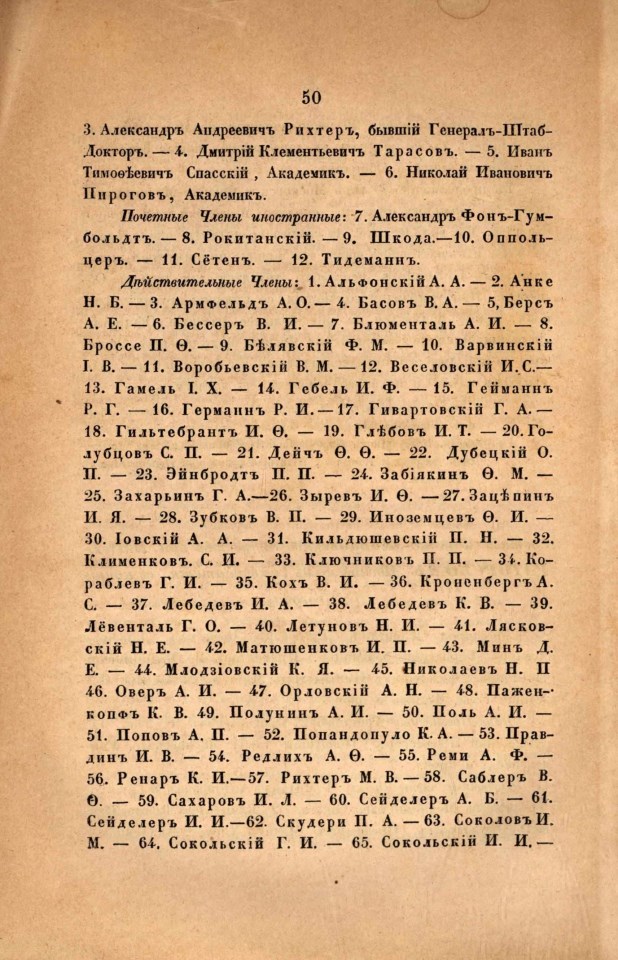 50
3. Александръ Андреевичъ Рихтеръ, бывшій Генералъ-Штаб-
Докторъ. — 4. Дмитрій Клементьевичъ Тарасовъ. — 5. Иванъ
Тимоѳѣевичъ Спасскій, Академикъ. — 6. Николай Ивановичъ
Пироговъ, Академикъ.
Почетные Члены иностранные: 7. Александръ Фонъ-Гум-
больдтъ. — 8. Рокитанскій. — 9. Шкода.—10. Опполь-
церъ. — 11. Сётенъ. — 12. Тидеманнъ.
Дѣйствительные Члены: 1. Альфонскій А. А. — 2. Анке
Н. Б. — 3. Армфельдъ А. О. — 4. Басовъ В. А. — 5, Берсъ
А. Е. — 6. Бессеръ В. И. — 7. Блюменталь А. И. — 8.
Броссе П. Ѳ. — 9. Бѣлявскій Ф. М. — 10. Варвинскій
I. В. — 11. Воробьевскій В. М. — 12. Веселовскій И. С.—
13. Гамель I. Х. — 14. Гебель И. Ф. — 15. Гейманнъ
Р. Г. — 16. Германнъ Р. И. — 17. Гивартовскій Г. А. —
18. Гильтебрантъ И. Ѳ. — 19. Глѣбовъ И. Т. — 20. Го-
лубцовъ С. П. — 21. Дейчъ Ѳ. Ѳ. — 22. Дубецкій О.
П. — 23. Эйнбродтъ П. П. — 24. Забіякинъ Ѳ. М. —
25. Захарьинъ Г. А.—26. Зыревъ И. Ѳ. — 27. Зацѣпинъ
И. Я. — 28. Зубковъ В. П. — 29. Иноземцевъ Ѳ. И. —
30. Іовскій А. А. — 31. Кильдюшевскій П. Н. — 32.
Клименковъ. С. И. — 33. Ключниковъ П. П. — 34. Ко-
раблевъ Г. И. — 35. Кохъ В. И. — 36. Кроненбергъ А.
С. — 37. Лебедевъ И. А. — 38. Лебедевъ К. В. — 39.
Лёвенталь Г. О. — 40. Летуновъ Н. И. — 41. Лясков-
скій Н. Е. — 42. Матюшенковъ И. П. — 43. Минъ Д.
Е. — 44. Млодзіовскій К. Я. — 45. Николаевъ Н. П
46. Оверъ А. И. — 47. Орловскій А. Н. — 48. Пажен-
копфъ К. В. 49. Полунинъ А. И. — 50. Поль А. И. —
51. Поповъ А. П. — 52. Попандопуло К. А. — 53. Прав-
динъ И. В. — 54. Редлихъ А. Ѳ. — 55. Реми А. Ф. —
56. Ренаръ К. И.—57. Рихтеръ М. В. — 58. Саблеръ В.
Ѳ. — 59. Сахаровъ И. Л. — 60. Сейделеръ А. Б. — 61.
Сейделеръ И. И.—62. Скудери П. А. — 63. Соколовъ И.
М. — 64. Сокольскій Г. И. — 65. Сокольскій И. И. —